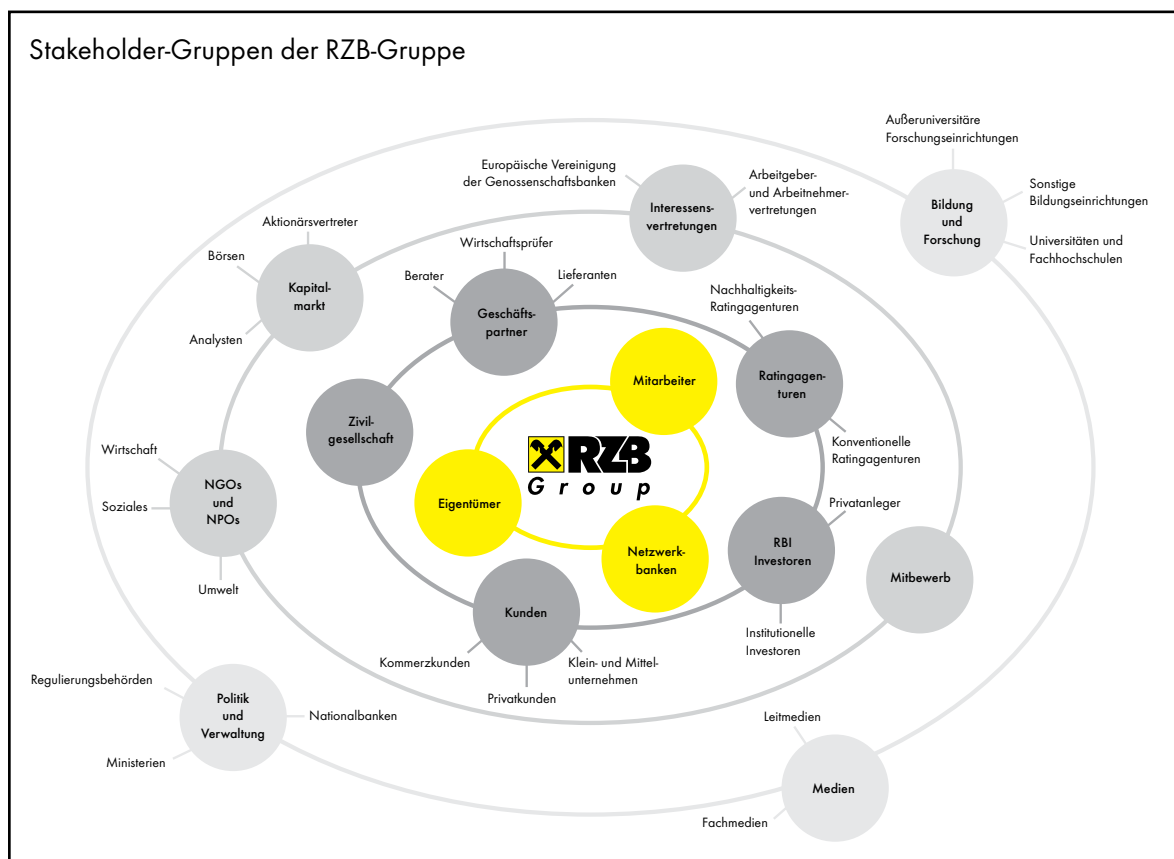 Stakeholder-Gruppen der RZB-Gruppe
Außeruniversitäre
Forschungseinrichtungen
Sonstige
Bildungseinrichtungen
Bildung
und
Forschung
Universitäten und
Fachhochschulen
Europäische Vereinigung
der Genossenschaftsbanken
Interessens-
vertretungen
Arbeitgeber-
und Arbeitnehmer-
vertretungen
Aktionärsvertreter
Börsen
Kapital-
markt
Analysten
Wirtschaftsprüfer
Berater
Lieferanten
Geschäfts-
partner
Nachhaltigkeits-
Ratingagenturen
Ratingagen-
turen
Konventionelle
Ratingagenturen
Mitarbeiter
Zivil-
gesellschaft
RZB
Group
Eigentümer
Netzwerk-
banken
Wirtschaft
Soziales
NGOs
und
NPOs
Umwelt
Privatanleger
RBI
Investoren
Institutionelle
Investoren
Mitbewerb
Kunden
Kommerzkunden
Privatkunden
Klein- und Mittel-
unternehmen
Regulierungsbehörden
Politik
und
Verwaltung
Nationalbanken
Ministerien
Leitmedien
Medien
Fachmedien